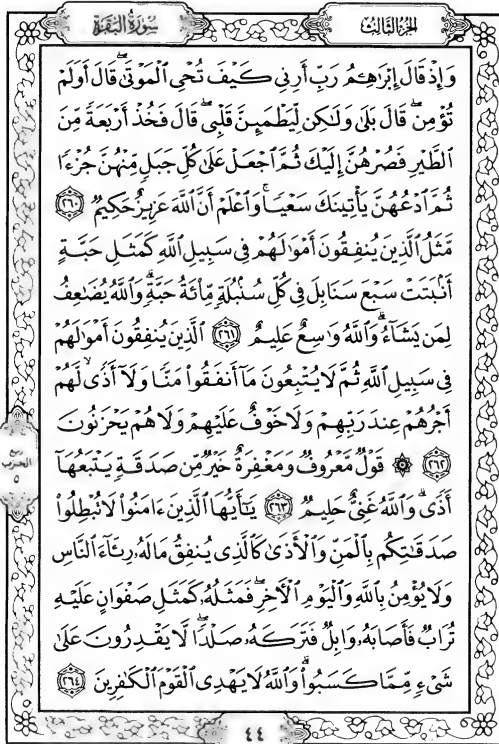 الجزء الثالث
سورة البقرة
وَإِذْ قَالَ إِبْرَٰهِـۧمُ رَبِّ أَرِنِى كَيْفَ تُحْىِ ٱلْمَوْتَىٰ ۖ قَالَ أَوَلَمْ
تُؤْمِن ۖ قَالَ بَلَىٰ وَلَـٰكِن لِّيَطْمَئِنَّ قَلْبِى ۖ قَالَ فَخُذْ أَرْبَعَةً مِّنَ
ٱلطَّيْرِ فَصُرْهُنَّ إِلَيْكَ ثُمَّ ٱجْعَلْ عَلَىٰ كُلِّ جَبَلٍ مِّنْهُنَّ جُزْءًا
ثُمَّ ٱدْعُهُنَّ يَأْتِينَكَ سَعْيًا ۚ وَٱعْلَمْ أَنَّ ٱللَّهَ عَزِيزٌ حَكِيمٌ ٢٦٠
مَّثَلُ ٱلَّذِينَ يُنفِقُونَ أَمْوَٰلَهُمْ فِى سَبِيلِ ٱللَّهِ كَمَثَلِ حَبَّةٍ
أَنۢبَتَتْ سَبْعَ سَنَابِلَ فِى كُلِّ سُنۢبُلَةٍ مِّا۟ئَةُ حَبَّةٍ ۗ وَٱللَّهُ يُضَـٰعِفُ
لِمَن يَشَآءُ ۗ وَٱللَّهُ وَٰسِعٌ عَلِيمٌ ٢٦١ ٱلَّذِينَ يُنفِقُونَ أَمْوَٰلَهُمْ
فِى سَبِيلِ ٱللَّهِ ثُمَّ لَا يُتْبِعُونَ مَآ أَنفَقُوا۟ مَنًّا وَلَآ أَذًى ۙ لَّهُمْ
أَجْرُهُمْ عِندَ رَبِّهِمْ وَلَا خَوْفٌ عَلَيْهِمْ وَلَا هُمْ يَحْزَنُونَ
٢٦٢ ۞ قَوْلٌ مَّعْرُوفٌ وَمَغْفِرَةٌ خَيْرٌ مِّن صَدَقَةٍ يَتْبَعُهَآ
أَذًى ۗ وَٱللَّهُ غَنِىٌّ حَلِيمٌ ٢٦٣ يَـٰٓأَيُّهَا ٱلَّذِينَ ءَامَنُوا۟ لَا تُبْطِلُوا۟
صَدَقَـٰتِكُم بِٱلْمَنِّ وَٱلْأَذَىٰ كَٱلَّذِى يُنفِقُ مَالَهُۥ رِئَآءَ ٱلنَّاسِ
وَلَا يُؤْمِنُ بِٱللَّهِ وَٱلْيَوْمِ ٱلْـَٔاخِرِ ۖ فَمَثَلُهُۥ كَمَثَلِ صَفْوَانٍ عَلَيْهِ
تُرَابٌ فَأَصَابَهُۥ وَابِلٌ فَتَرَكَهُۥ صَلْدًا ۖ لَّا يَقْدِرُونَ عَلَىٰ
شَىْءٍ مِّمَّا كَسَبُوا۟ ۗ وَٱللَّهُ لَا يَهْدِى ٱلْقَوْمَ ٱلْكَـٰفِرِينَ ٢٦٤
ربع
الحزب
٥
٤٤